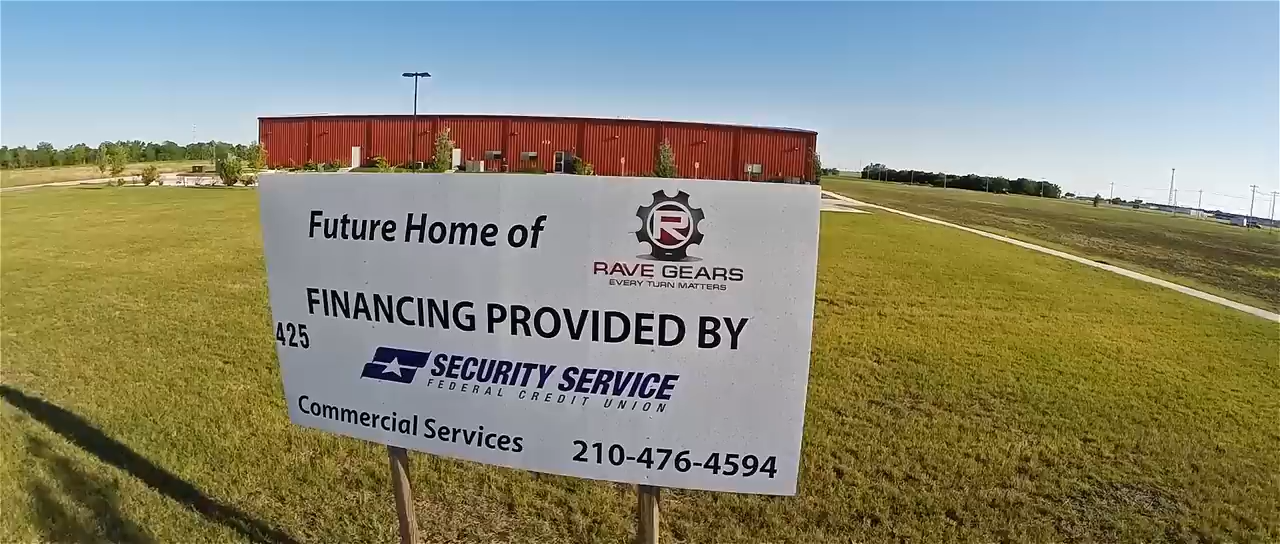 Future Home of
R
RAVE GEARS
EVERY TURN MATTERS
FINANCING PROVIDED BY
425
SECURITY SERVICE
FEDERAL CREDIT UNION
Commercial Services
210-476-4594